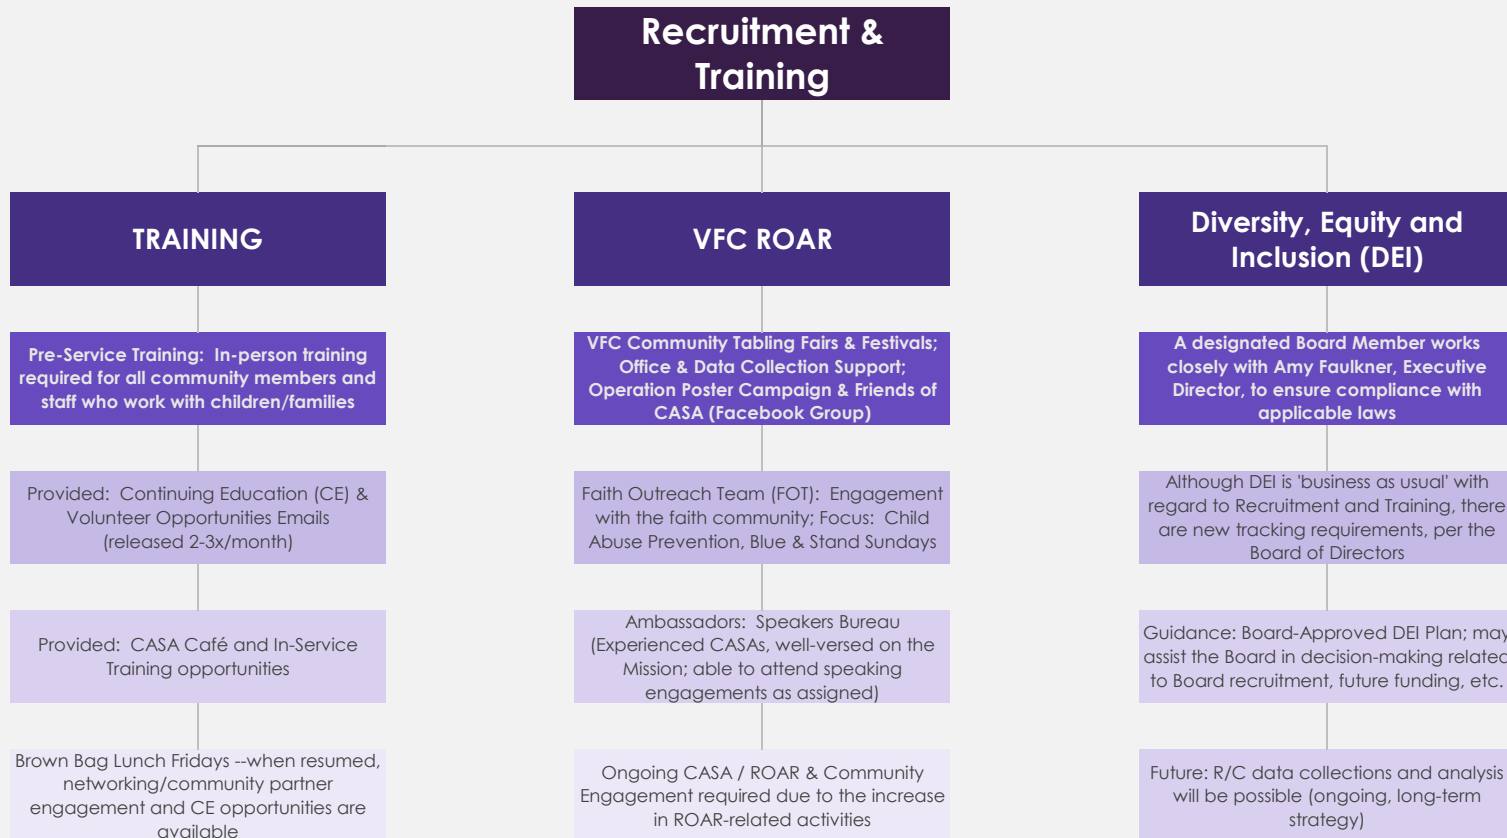 Recruitment &
Training
TRAINING
Pre-Service Training:  In-person training
required for all community members and
staff who work with children/families
Provided:  Continuing Education (CE) &
Volunteer Opportunities Emails
(released 2-3x/month)
Provided:  CASA Café and In-Service
Training opportunities
Brown Bag Lunch Fridays --when resumed,
networking/community partner
engagement and CE opportunities are
available
VFC ROAR
VFC Community Tabling Fairs & Festivals;
Office & Data Collection Support;
Operation Poster Campaign & Friends of
CASA (Facebook Group)
Faith Outreach Team (FOT):  Engagement
with the faith community; Focus:  Child
Abuse Prevention, Blue & Stand Sundays
Ambassadors:  Speakers Bureau
(Experienced CASAs, well-versed on the
Mission; able to attend speaking
engagements as assigned)
Ongoing CASA / ROAR & Community
Engagement required due to the increase
in ROAR-related activities
Diversity, Equity and
Inclusion (DEI)
A designated Board Member works
closely with Amy Faulkner, Executive
Director, to ensure compliance with
applicable laws
Although DEI is 'business as usual' with
regard to Recruitment and Training, there
are new tracking requirements, per the
Board of Directors
Guidance: Board-Approved DEI Plan; may
assist the Board in decision-making related
to Board recruitment, future funding, etc.
Future: R/C data collections and analysis
will be possible (ongoing, long-term
strategy)